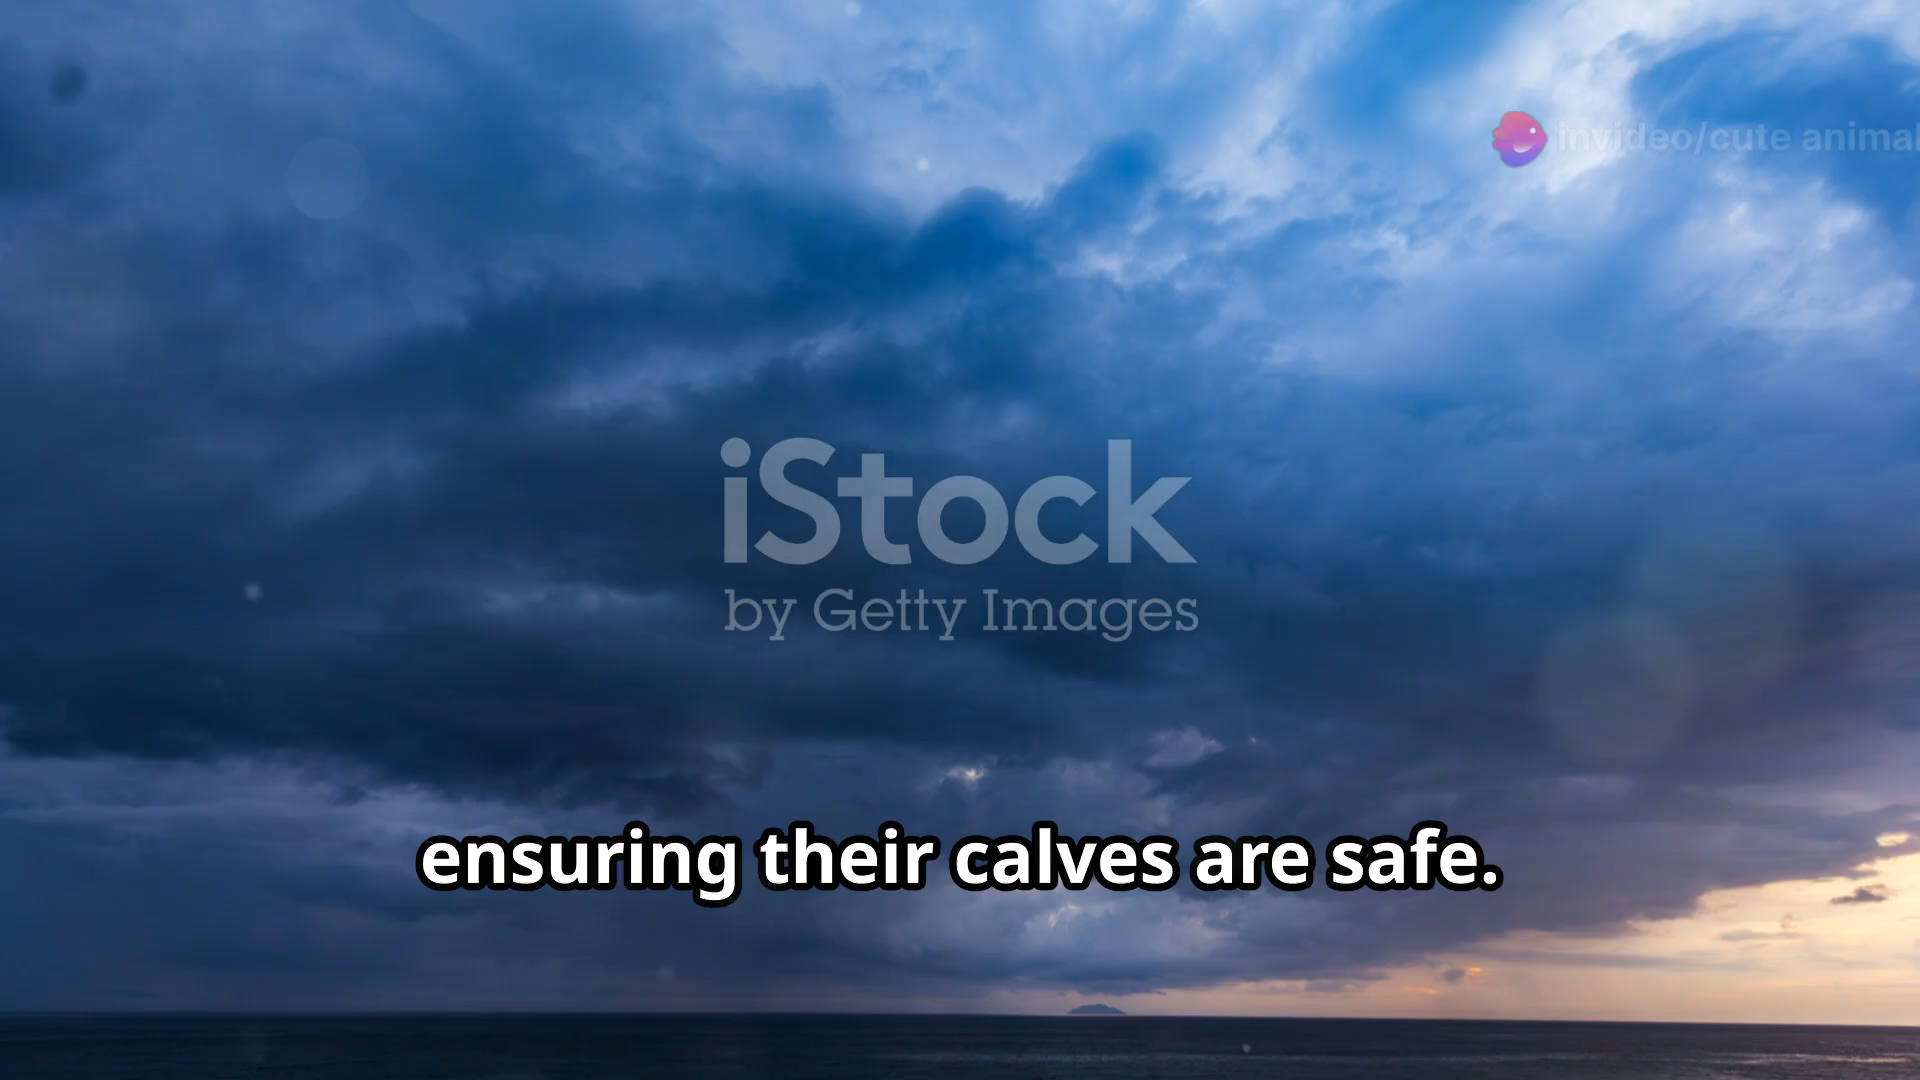 invideo/cute animal
iStock
by Getty Images
ensuring their calves are safe.